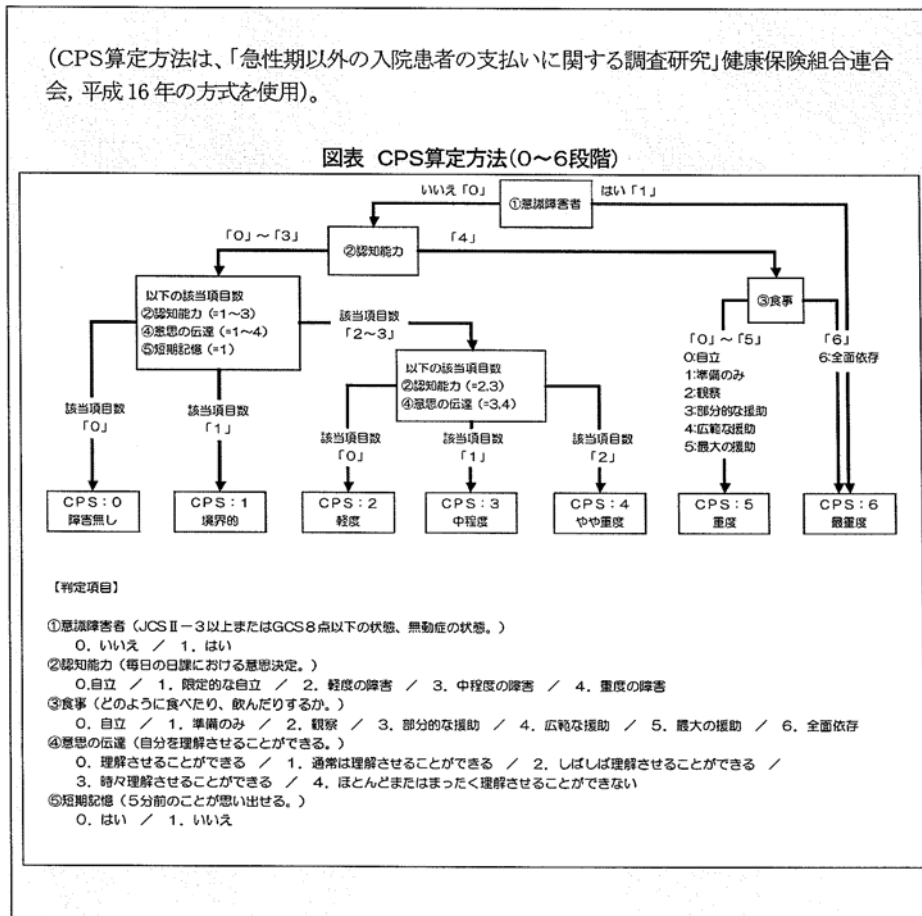 (CPS算定方法は、「急性期以外の入院患者の支払いに関する調査研究」健康保険組合連合
会, 平成16年の方式を使用)。
図表 CPS算定方法(0~6段階)
いいえ「0」
はい「1」
①意識障害者
「0」~「3」
②認知能力
「4」
③食事
以下の該当項目数
②認知能力(=1~3)
④意思の伝達(=1~4)
⑤短期記憶(=1)
該当項目数
「2~3」
「0」~「5」
0:自立
1:準備のみ
2:観察
3:部分的な援助
4:広範な援助
5:最大の援助
「6」
6:全面依存
以下の該当項目数
②認知能力(=2,3)
④意思の伝達(=3,4)
該当項目数
「0」
該当項目数
「1」
該当項目数
「0」
該当項目数
「1」
該当項目数
「2」
CPS:0
障害無し
CPS:1
境界的
CPS:2
軽度
CPS:3
中程度
CPS:4
やや重度
CPS:5
重度
CPS:6
最重度
【判定項目】
①意識障害者(JCSⅡ-3以上またはGCS8点以下の状態、無動症の状態。)
0. いいえ / 1. はい
②認知能力(毎日の日課における意思決定。)
0.自立 / 1. 限定的な自立 / 2. 軽度の障害 / 3. 中程度の障害 / 4. 重度の障害
③食事(どのように食べたり、飲んだりするか。)
0. 自立 / 1. 準備のみ / 2. 観察 / 3. 部分的な援助 / 4. 広範な援助 / 5. 最大の援助 / 6. 全面依存
④意思の伝達(自分を理解させることができる。)
0. 理解させることができる / 1. 通常は理解させることができる / 2. しばしば理解させることができる /
3. 時々理解させることができる / 4. ほとんどまたはまったく理解させることができない
⑤短期記憶(5分前のことが思い出せる。)
0. はい / 1. いいえ